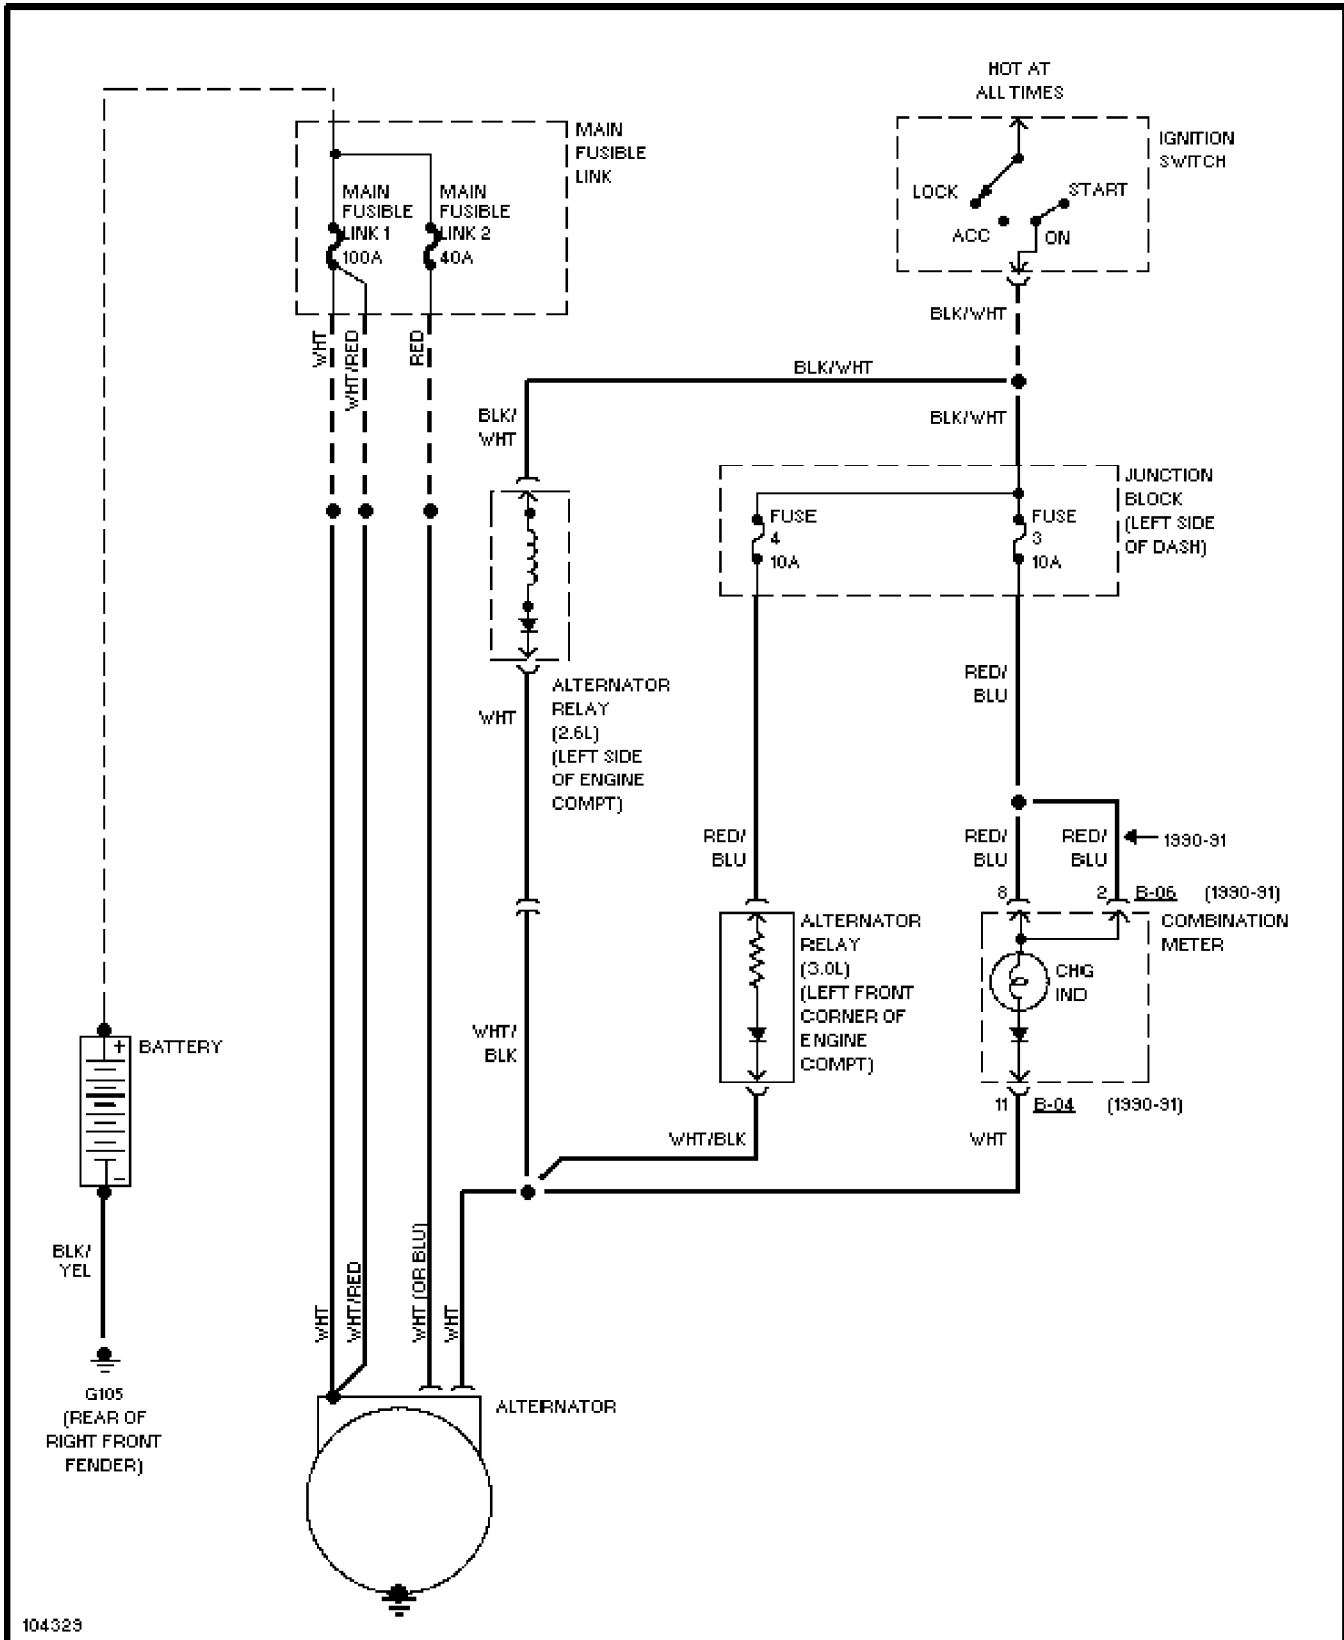 HOT AT
ALL TIMES
MAIN
FUSIBLE
LINK
IGNITION
SWITCH
MAIN
FUSIBLE
LINK 1
100A
MAIN
FUSIBLE
LINK 2
40A
LOCK
START
ACC
ON
WHT
WHT/RED
RED
BLK/WHT
BLK/WHT
BLK/
WHT
BLK/WHT
JUNCTION
BLOCK
(LEFT SIDE
OF DASH)
FUSE
4
10A
FUSE
3
10A
ALTERNATOR
RELAY
(2.6L)
(LEFT SIDE
OF ENGINE
COMPT)
WHT
RED/
BLU
RED/
BLU
RED/
BLU
RED/
BLU
1990-91
8
2
B-06
(1990-91)
ALTERNATOR
RELAY
(3.0L)
(LEFT FRONT
CORNER OF
ENGINE
COMPT)
COMBINATION
METER
CHG
IND
+
BATTERY
-
WHT/
BLK
11
B-04
(1990-91)
WHT/BLK
WHT
BLK/
YEL
WHT
WHT/RED
WHT (OR BLU)
WHT
G105
(REAR OF
RIGHT FRONT
FENDER)
ALTERNATOR
104329